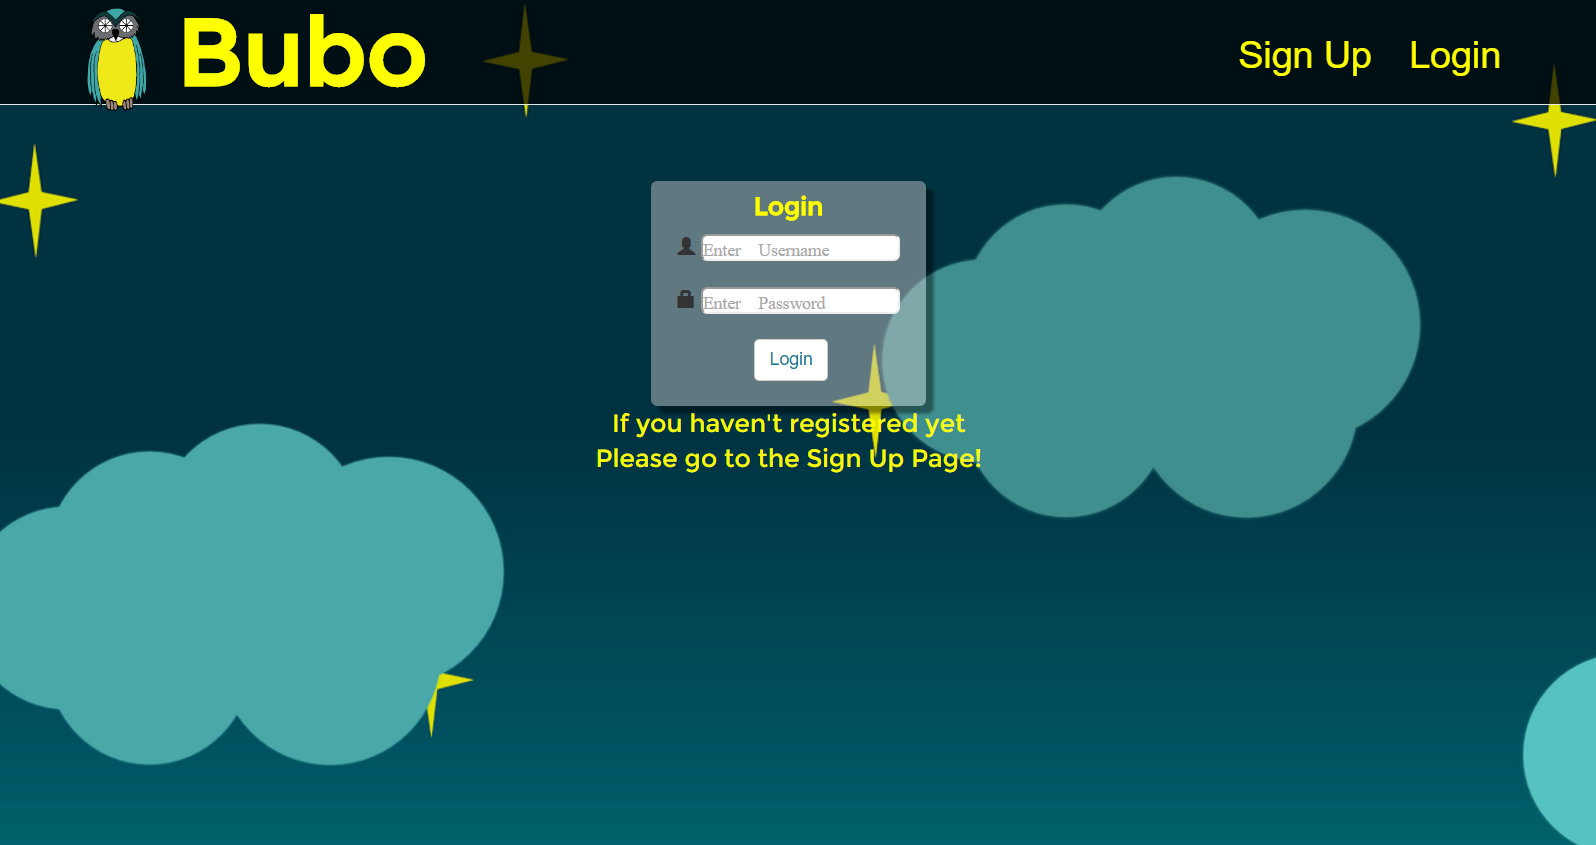 Bubo
Sign Up Login
Login
Enter Username
Enter Password
Login
If you haven't registered yet
Please go to the Sign Up Page!